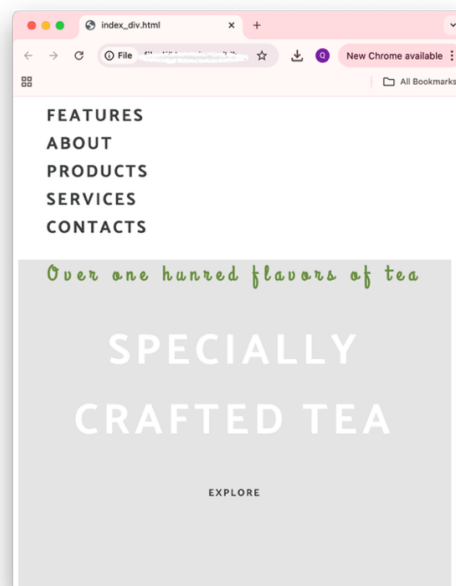 index_div.html
File
New Chrome available
All Bookmarks
FEATURES
ABOUT
PRODUCTS
SERVICES
CONTACTS
Over one hunred flavors of tea
SPECIALLY
CRAFTED TEA
EXPLORE